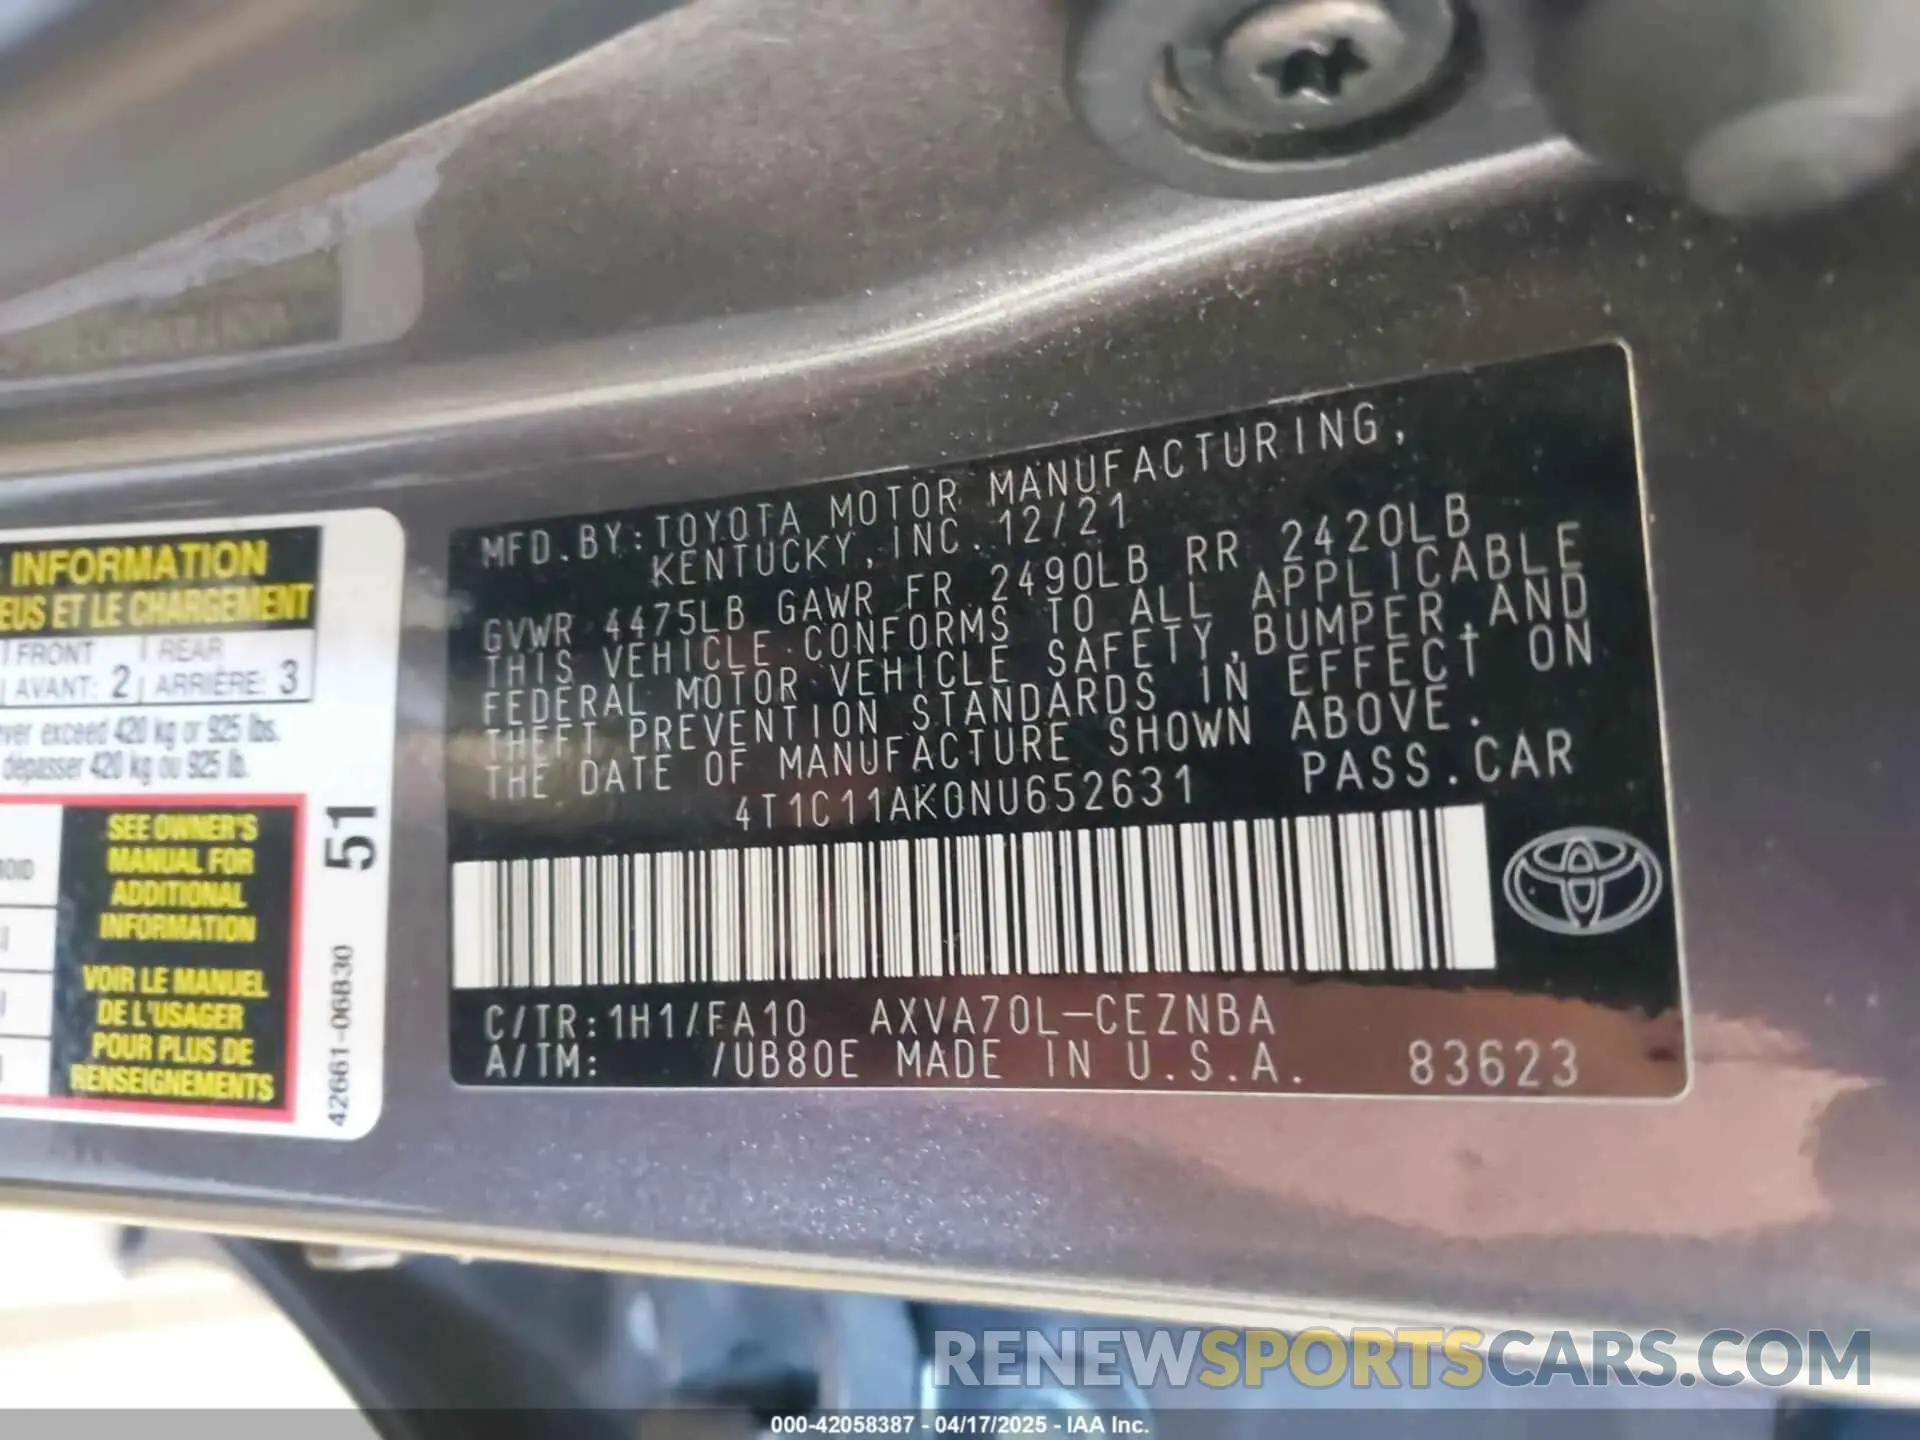 INFORMATION
EUS ET LE CHARGEMENT
FRONT REAR
AVANT: 2 ARRIÈRE: 3
ver exceed 420 kg or 925 lbs.
dépasser 420 kg ou 925 lb.
SEE OWNER'S
MANUAL FOR
ADDITIONAL
INFORMATION
VOIR LE MANUEL
DE L'USAGER
POUR PLUS DE
RENSEIGNEMENTS
51
42661-06B30
MFD.BY:TOYOTA MOTOR MANUFACTURING,
KENTUCKY, INC. 12/21
GVWR 4475LB GAWR FR 2490LB RR 2420LB
THIS VEHICLE CONFORMS TO ALL APPLICABLE
FEDERAL MOTOR VEHICLE SAFETY, BUMPER, AND
THEFT PREVENTION STANDARDS IN EFFECT ON
THE DATE OF MANUFACTURE SHOWN ABOVE.
4T1C11AK0NU652631 PASS.CAR
C/TR:1H1/FA10 AXVA70L-CEZNBA
A/TM: /UB80E MADE IN U.S.A. 83623
RENEWSPORTSCARS.COM
000-42058387 - 04/17/2025 - IAA Inc.